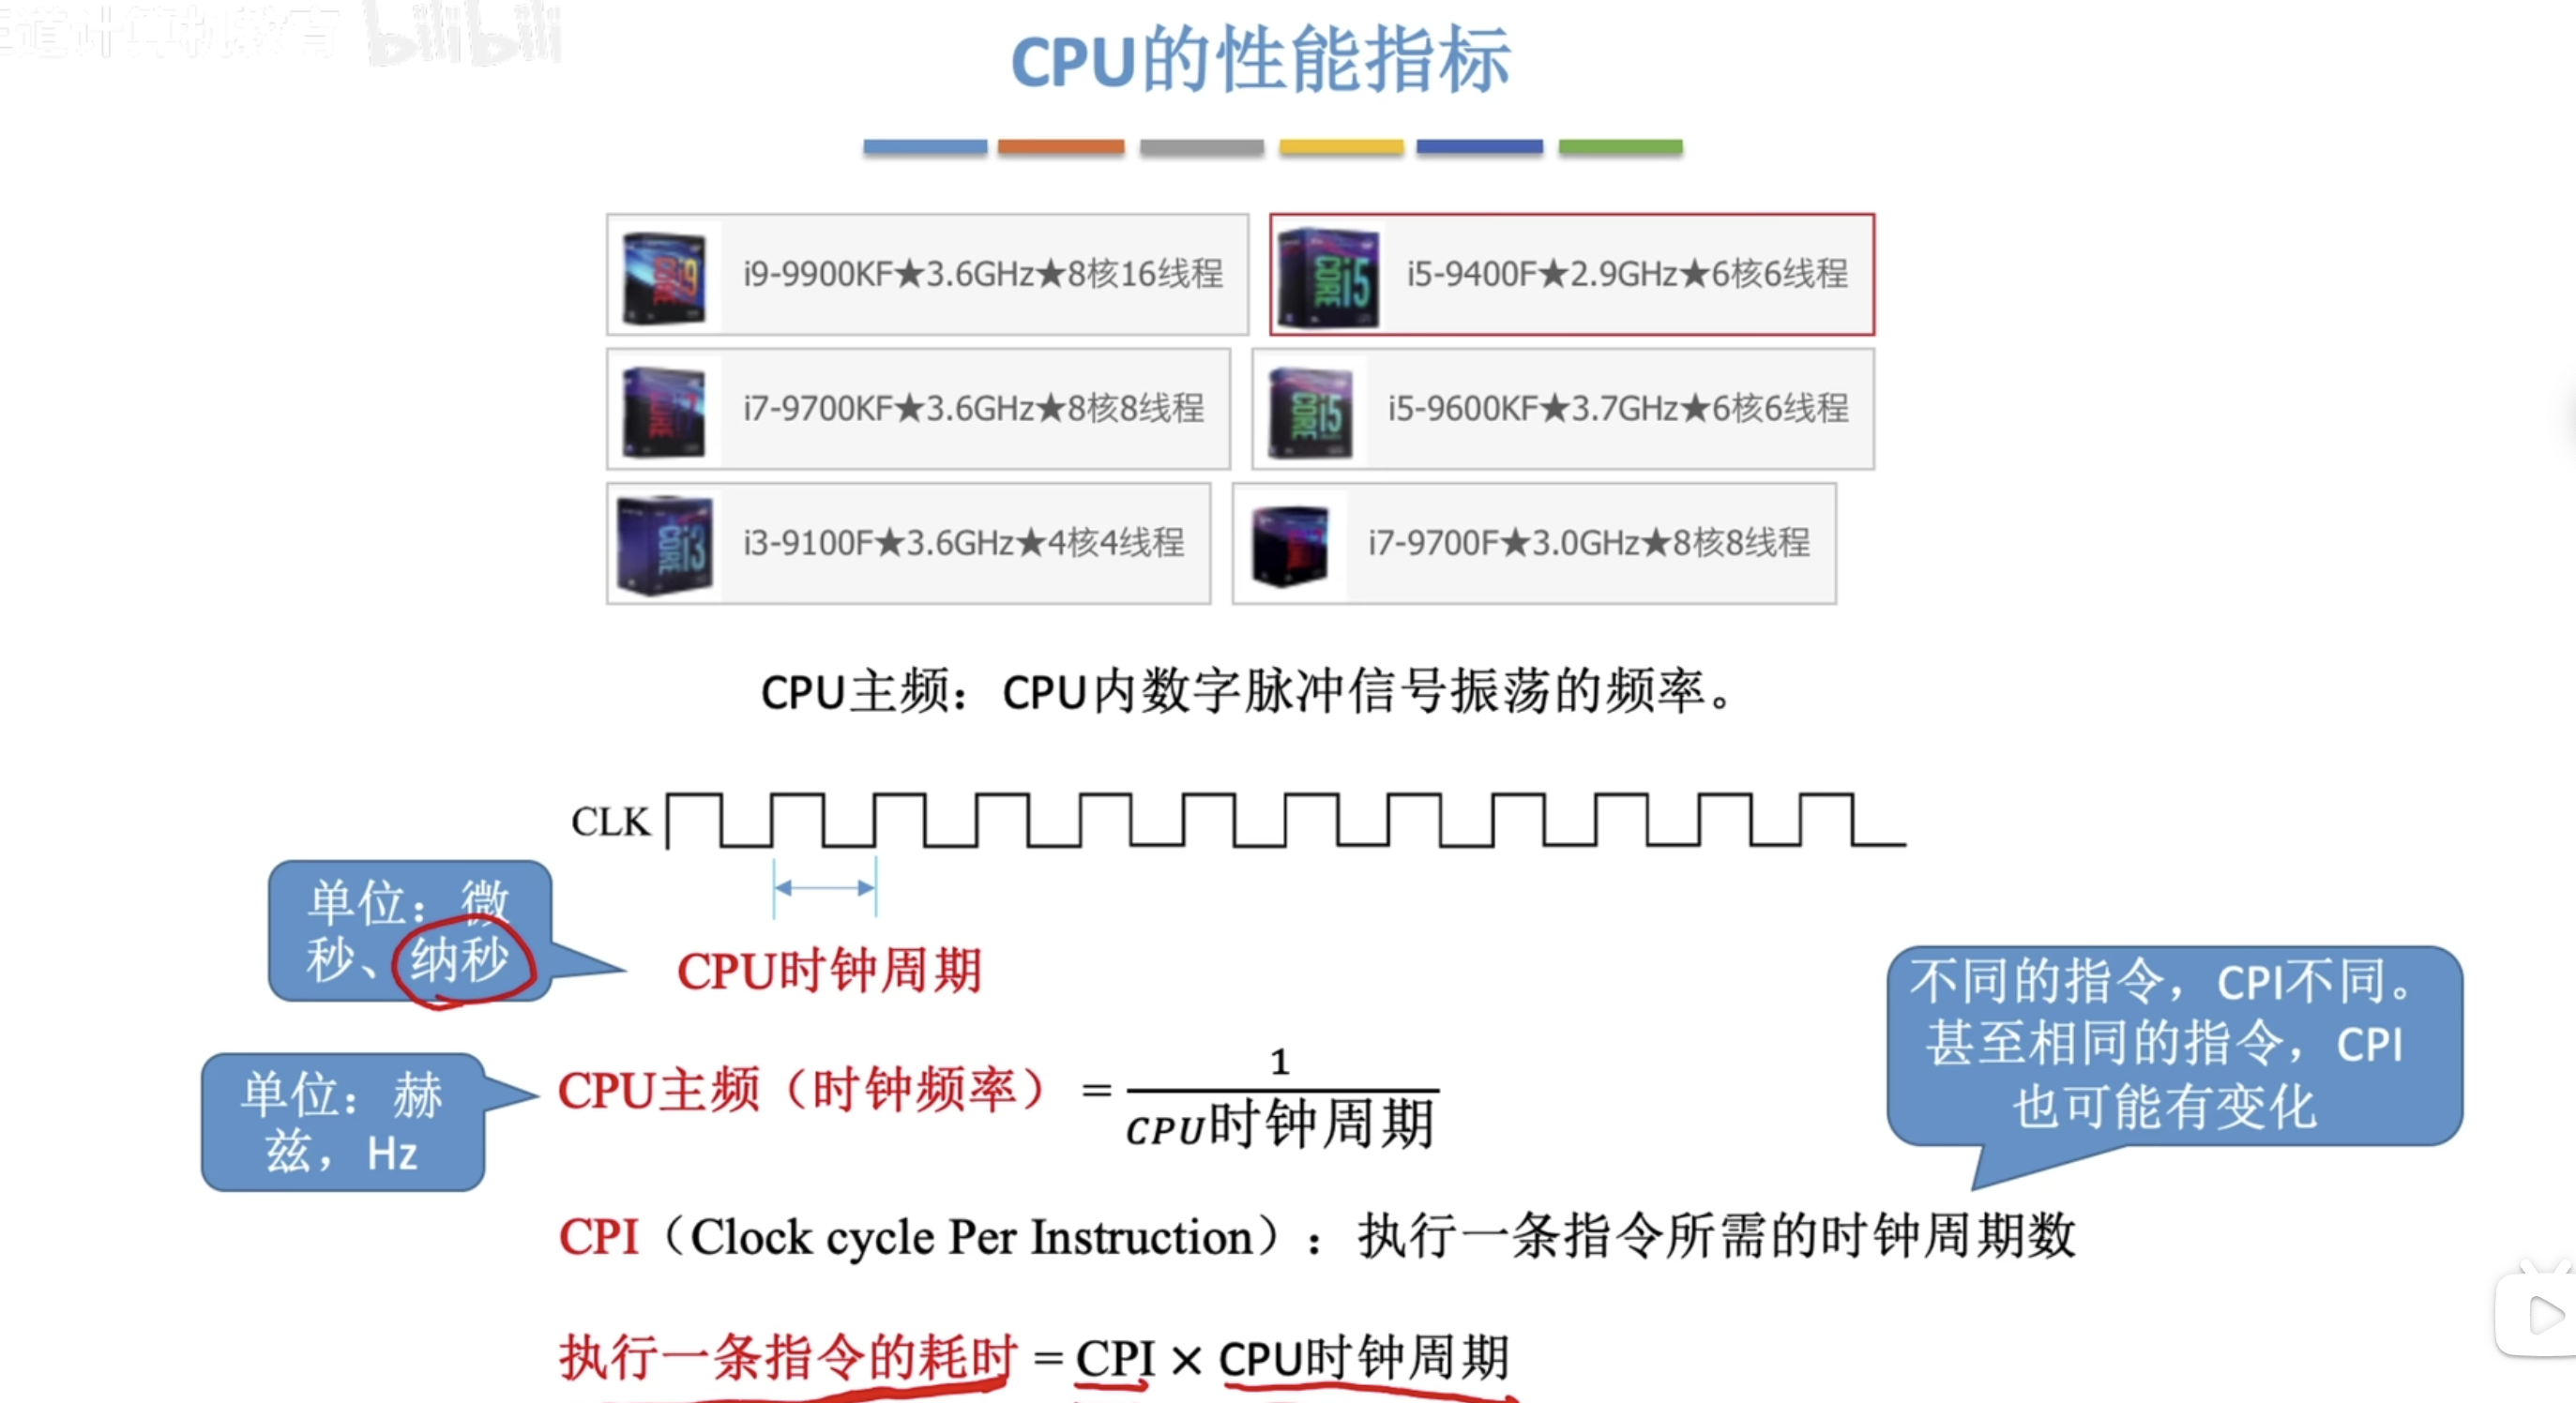 道计算机教育 bilibili
CPU的性能指标
i9-9900KF★3.6GHz★8核16线程
i5-9400F★2.9GHz★6核6线程
i7-9700KF★3.6GHz★8核8线程
i5-9600KF★3.7GHz★6核6线程
i3-9100F★3.6GHz★4核4线程
i7-9700F★3.0GHz★8核8线程
CPU主频：CPU内数字脉冲信号振荡的频率。
CLK
单位：微
秒、纳秒
CPU时钟周期
单位：赫
兹，Hz
CPU主频（时钟频率）= 1
CPU时钟周期
不同的指令，CPI不同。
甚至相同的指令，CPI
也可能有变化
CPI（Clock cycle Per Instruction）：执行一条指令所需的时钟周期数
执行一条指令的耗时 = CPI × CPU时钟周期